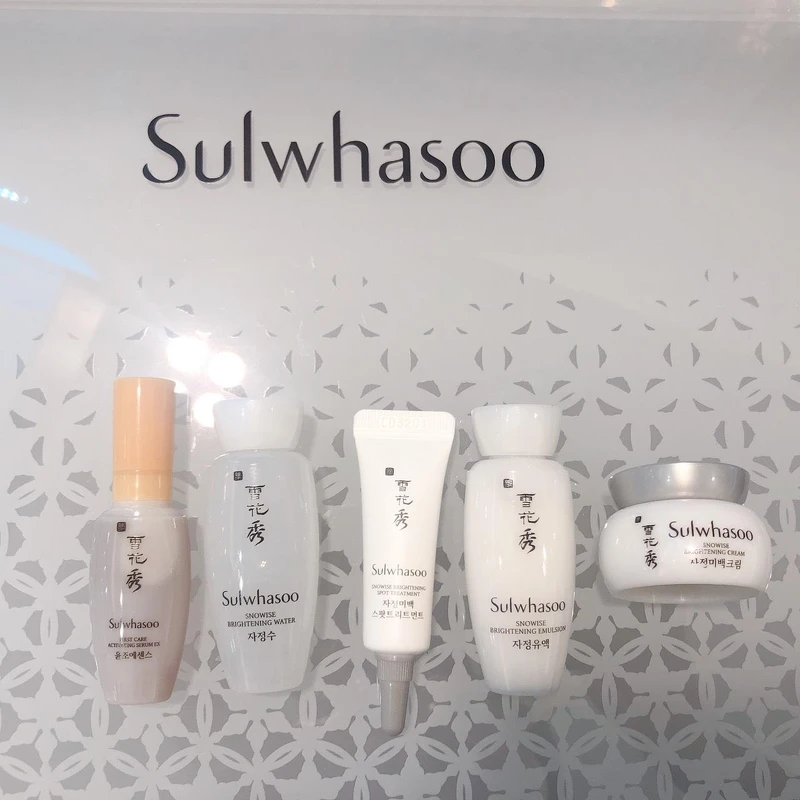 Sulwhasoo
雪花秀
Sulwhasoo
FIRST CARE
ACTIVATING SERUM EX
윤조에센스
雪花秀
Sulwhasoo
SNOWISE
BRIGHTENING WATER
자정수
雪花秀
Sulwhasoo
SNOWISE BRIGHTENING
SPOT TREATMENT
자정미백
스팟트리트먼트
雪花秀
Sulwhasoo
SNOWISE
BRIGHTENING EMULSION
자정유액
雪花秀
Sulwhasoo
SNOWISE
BRIGHTENING CREAM
자정미백크림